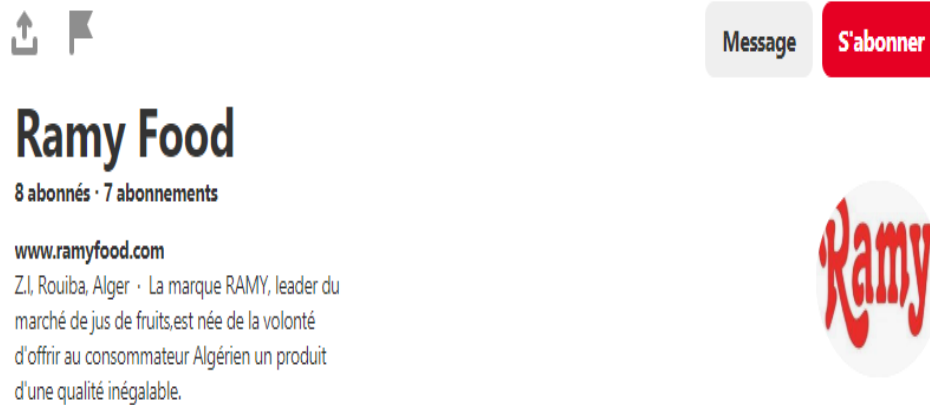 Message S'abonner
Ramy Food
8 abonnés · 7 abonnements
www.ramyfood.com
Z.I, Rouiba, Alger · La marque RAMY, leader du
marché de jus de fruits,est née de la volonté
d'offrir au consommateur Algérien un produit
d'une qualité inégalable.
Ramy